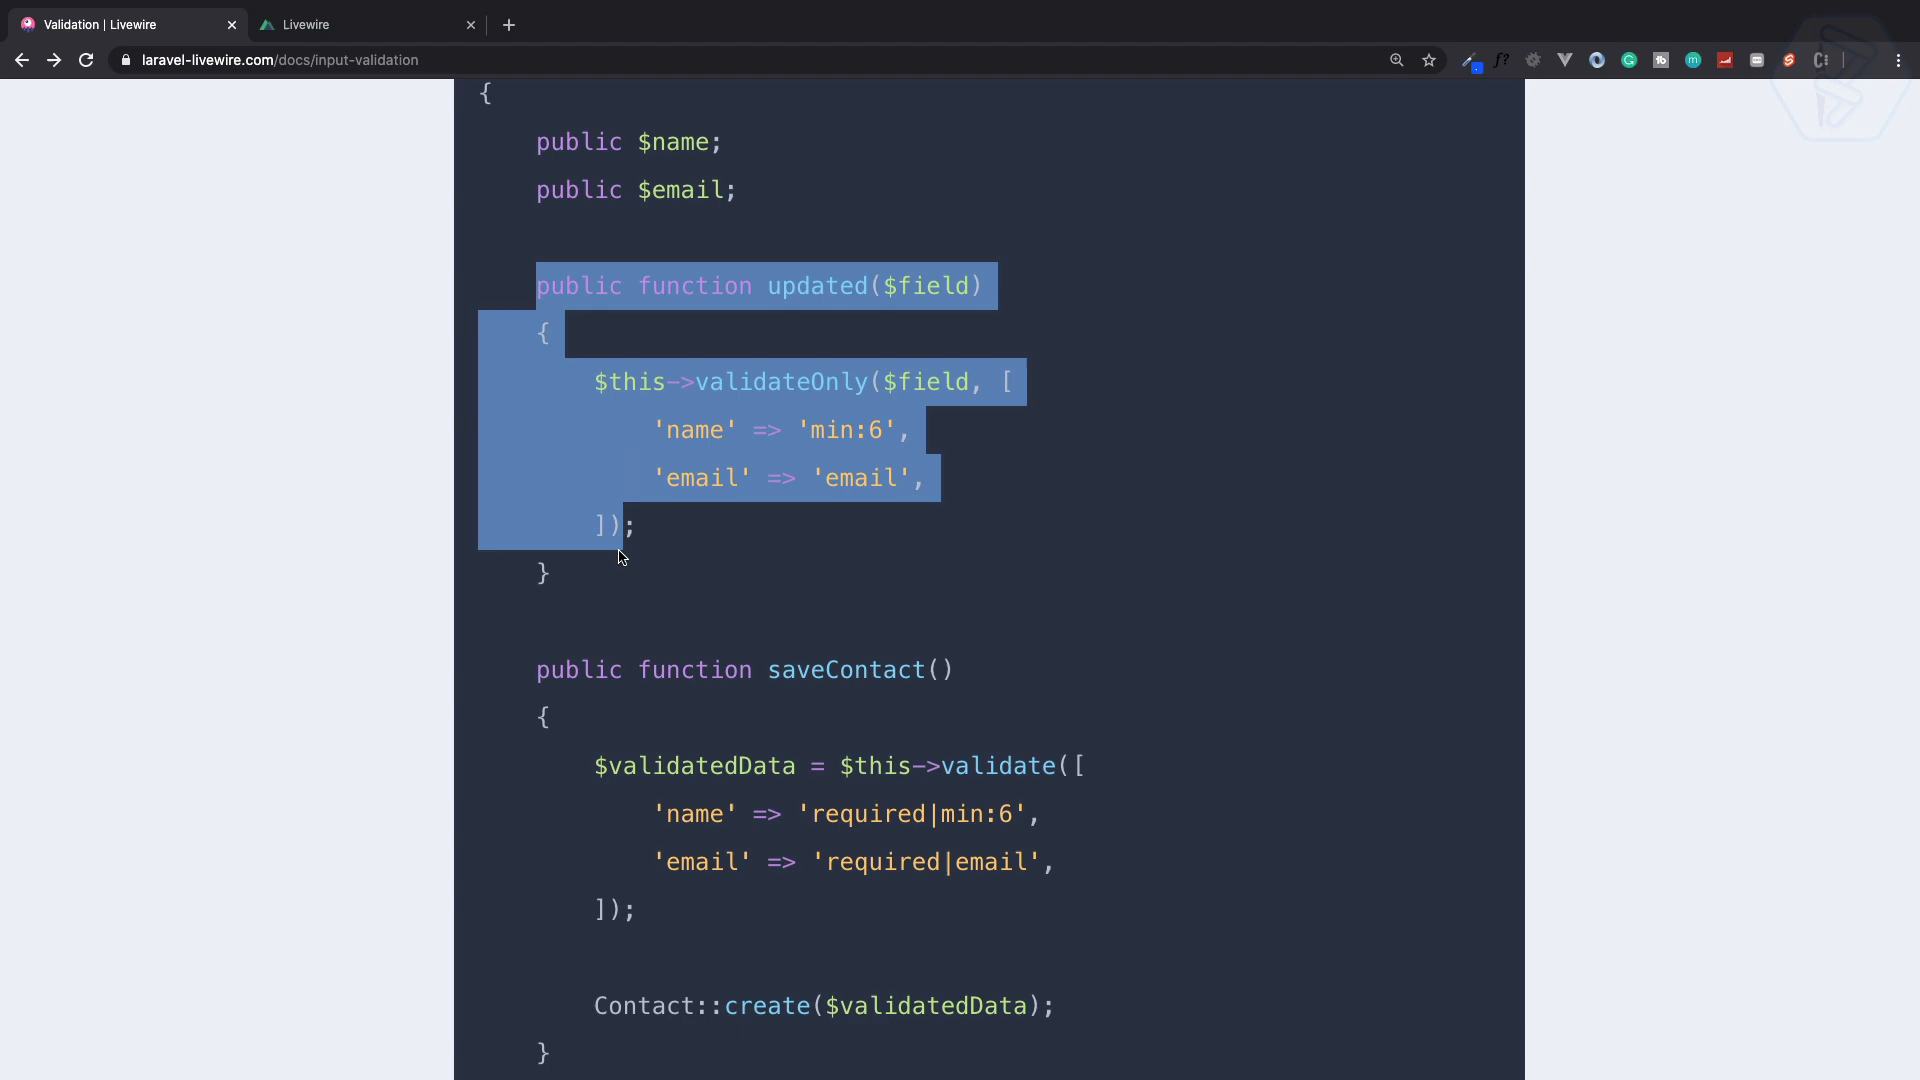 Validation | Livewire
Livewire
laravel-livewire.com/docs/input-validation
{
public $name;
public $email;
public function updated($field)
{
$this->validateOnly($field, [
'name' => 'min:6',
'email' => 'email',
]);
}
public function saveContact()
{
$validatedData = $this->validate([
'name' => 'required|min:6',
'email' => 'required|email',
]);
Contact::create($validatedData);
}